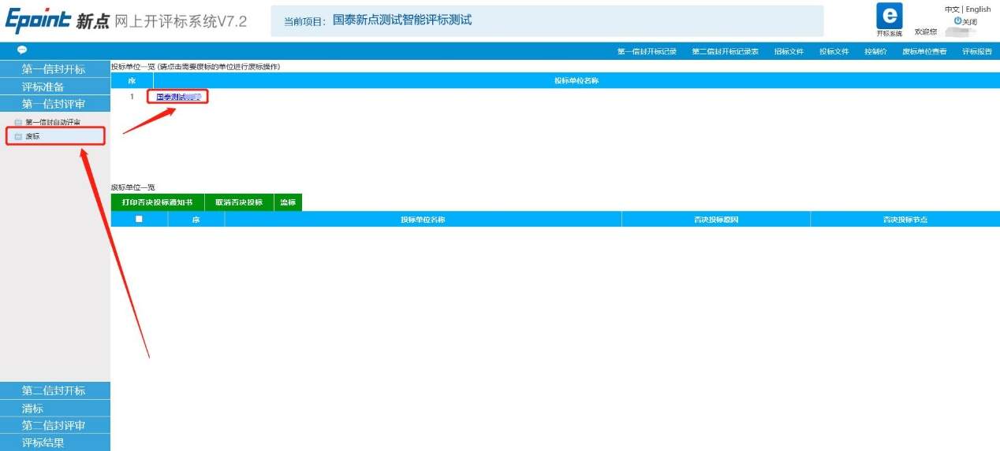 Epoint 新点 网上开评标系统V7.2
当前项目: 国泰新点测试智能评标测试
e
开标系统
中文 | English
欢迎您
关闭
第一信封开标记录 第二信封开标记录表 招标文件 投标文件 控制价 废标单位查看 评标报告
第一信封开标
评标准备
第一信封评审
第一信封自动评审
废标
第二信封开标
清标
第二信封评审
评标结果
投标单位一览 (请点击需要废标的单位进行废标操作)
序 投标单位名称
1 国泰测试
废标单位一览
打印否决投标通知书 取消否决投标 流标
序 投标单位名称 否决投标原因 否决投标节点